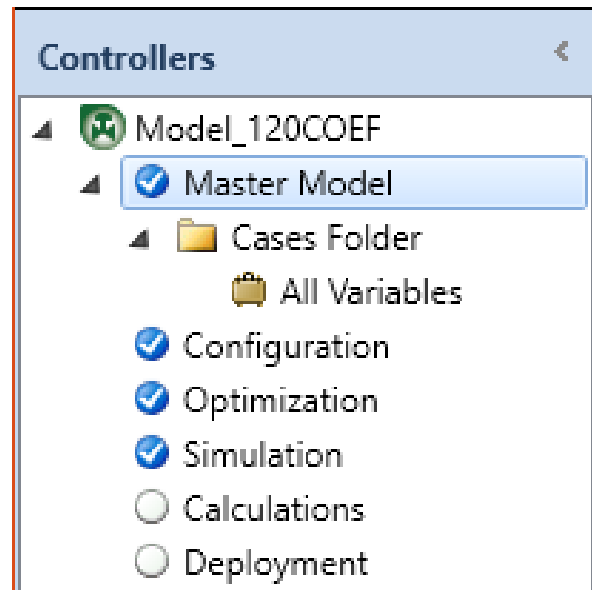 Controllers
Model_120COEF
Master Model
Cases Folder
All Variables
Configuration
Optimization
Simulation
Calculations
Deployment